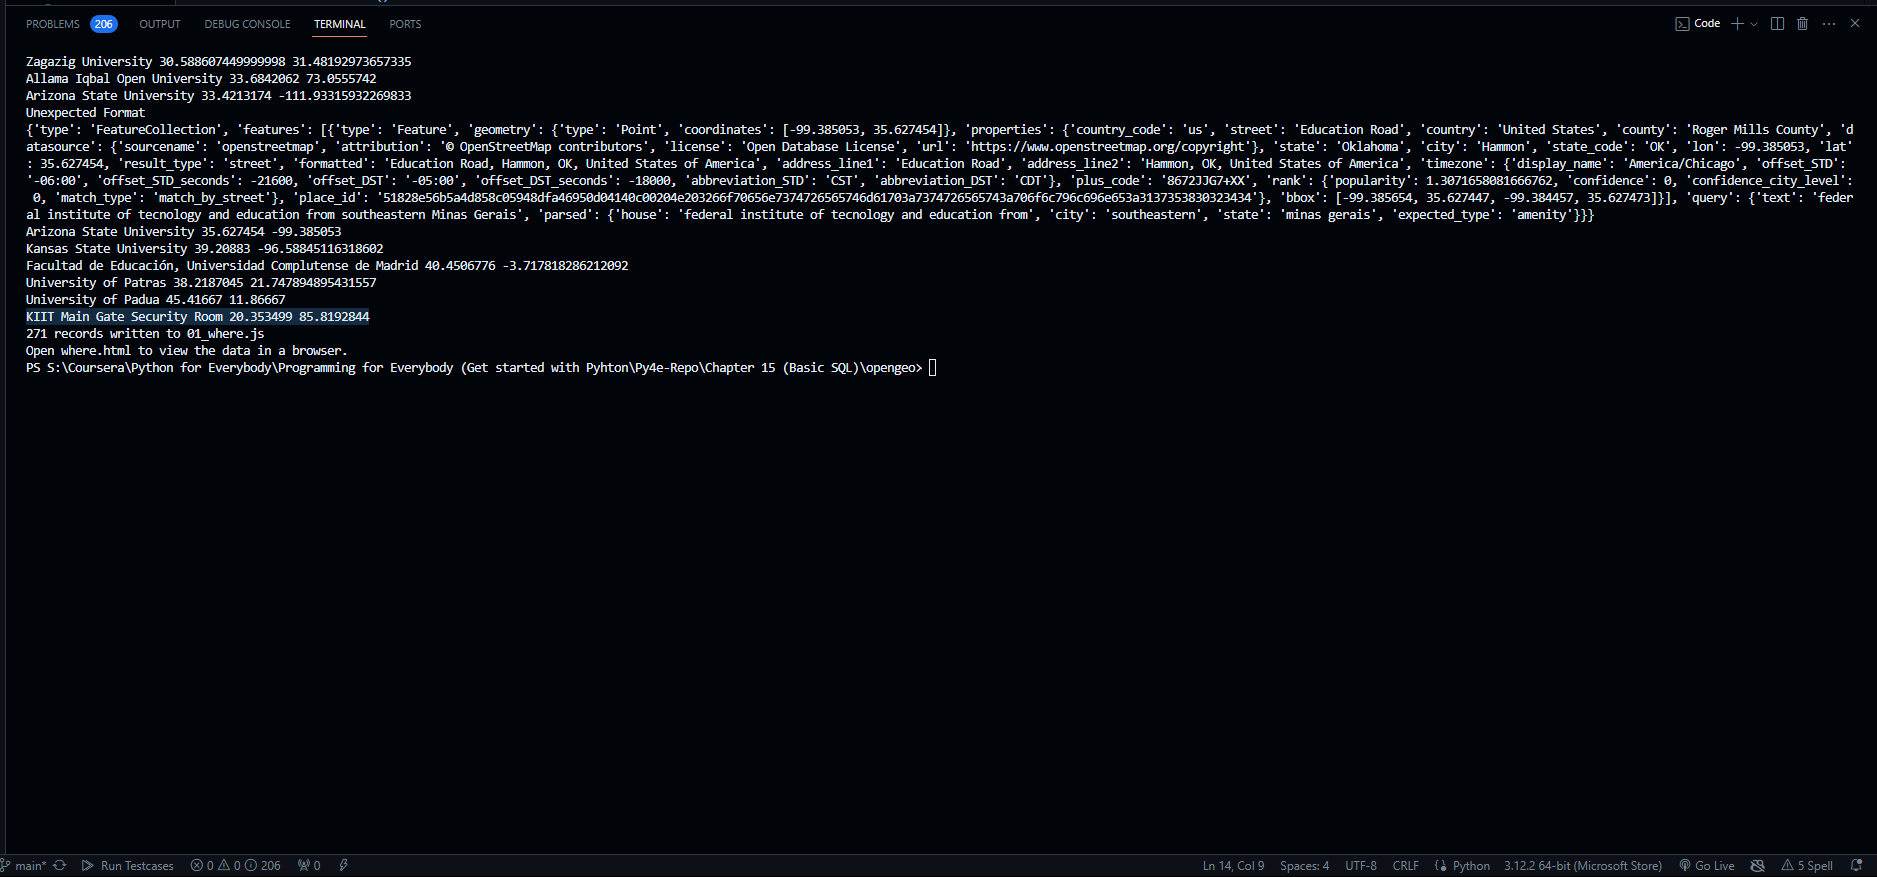 PROBLEMS 206 OUTPUT DEBUG CONSOLE TERMINAL PORTS Code
Zagazig University 30.588607449999998 31.48192973657335
Allama Iqbal Open University 33.6842062 73.0555742
Arizona State University 33.4213174 -111.93315932269833
Unexpected Format
{'type': 'FeatureCollection', 'features': [{'type': 'Feature', 'geometry': {'type': 'Point', 'coordinates': [-99.385053, 35.627454]}, 'properties': {'country_code': 'us', 'street': 'Education Road', 'country': 'United States', 'county': 'Roger Mills County', 'd
atasource': {'sourcename': 'openstreetmap', 'attribution': '© OpenStreetMap contributors', 'license': 'Open Database License', 'url': 'https://www.openstreetmap.org/copyright'}, 'state': 'Oklahoma', 'city': 'Hammon', 'state_code': 'OK', 'lon': -99.385053, 'lat'
: 35.627454, 'result_type': 'street', 'formatted': 'Education Road, Hammon, OK, United States of America', 'address_line1': 'Education Road', 'address_line2': 'Hammon, OK, United States of America', 'timezone': {'display_name': 'America/Chicago', 'offset_STD':
'-06:00', 'offset_STD_seconds': -21600, 'offset_DST': '-05:00', 'offset_DST_seconds': -18000, 'abbreviation_STD': 'CST', 'abbreviation_DST': 'CDT'}, 'plus_code': '8672JJG7+XX', 'rank': {'popularity': 1.3071658081666762, 'confidence': 0, 'confidence_city_level':
0, 'match_type': 'match_by_street'}, 'place_id': '51828e56b5a4d858c05948dfa46950d04140c00204e203266f70656e7374726565746d61703a7374726565743a706f6c796c696e653a3137353830323434'}, 'bbox': [-99.385654, 35.627447, -99.384457, 35.627473]}], 'query': {'text': 'feder
al institute of tecnology and education from southeastern Minas Gerais', 'parsed': {'house': 'federal institute of tecnology and education from', 'city': 'southeastern', 'state': 'minas gerais', 'expected_type': 'amenity'}}}
Arizona State University 35.627454 -99.385053
Kansas State University 39.20883 -96.58845116318602
Facultad de Educación, Universidad Complutense de Madrid 40.4506776 -3.717818286212092
University of Patras 38.2187045 21.747894895431557
University of Padua 45.41667 11.86667
KIIT Main Gate Security Room 20.353499 85.8192844
271 records written to 01_where.js
Open where.html to view the data in a browser.
PS S:\Coursera\Python for Everybody\Programming for Everybody (Get started with Pyhton\Py4e-Repo\Chapter 15 (Basic SQL)\opengeo>
main* Run Testcases 0 0 206 0 Ln 14, Col 9 Spaces: 4 UTF-8 CRLF Python 3.12.2 64-bit (Microsoft Store) Go Live 5 Spell